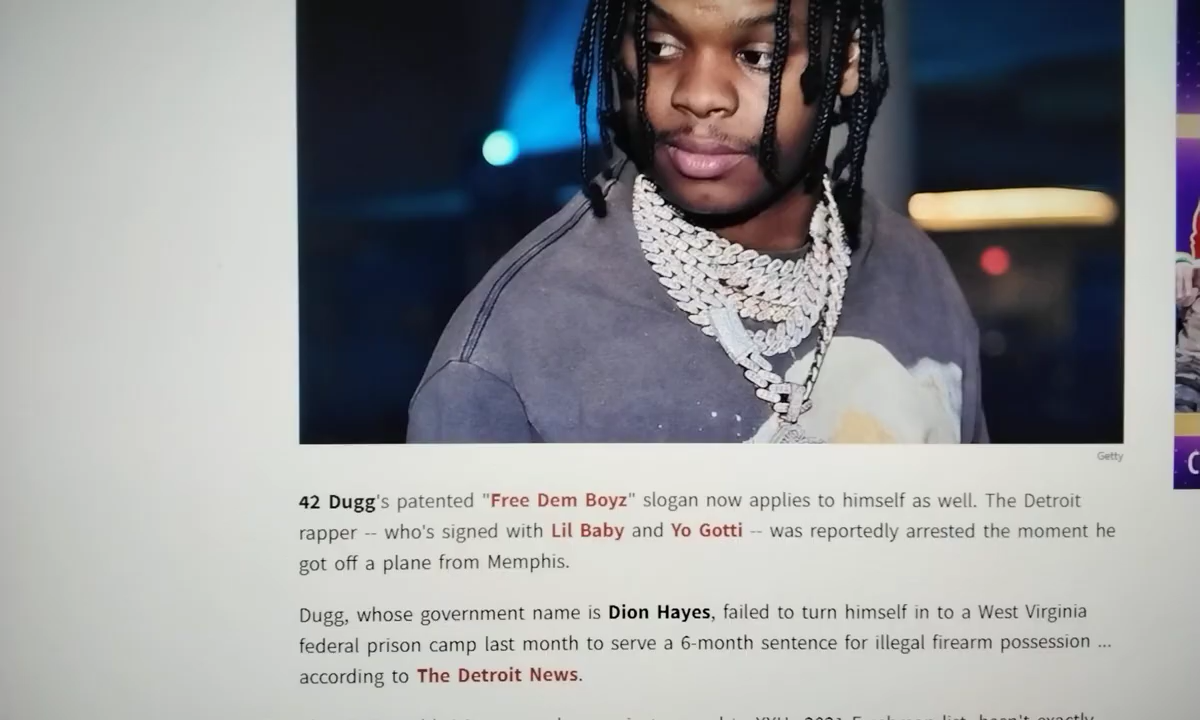 Getty
42 Dugg's patented "Free Dem Boyz" slogan now applies to himself as well. The Detroit
rapper -- who's signed with Lil Baby and Yo Gotti -- was reportedly arrested the moment he
got off a plane from Memphis.
Dugg, whose government name is Dion Hayes, failed to turn himself in to a West Virginia
federal prison camp last month to serve a 6-month sentence for illegal firearm possession ...
according to The Detroit News.